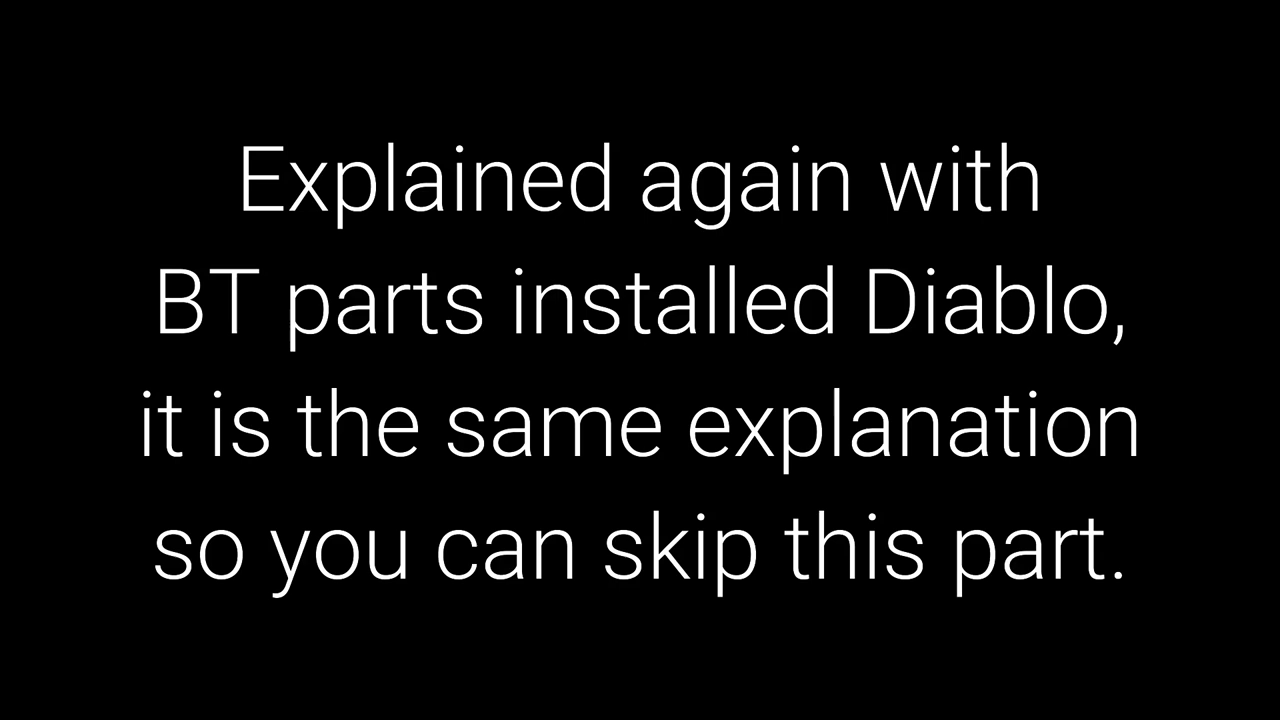 Explained again with
BT parts installed Diablo,
it is the same explanation
so you can skip this part.